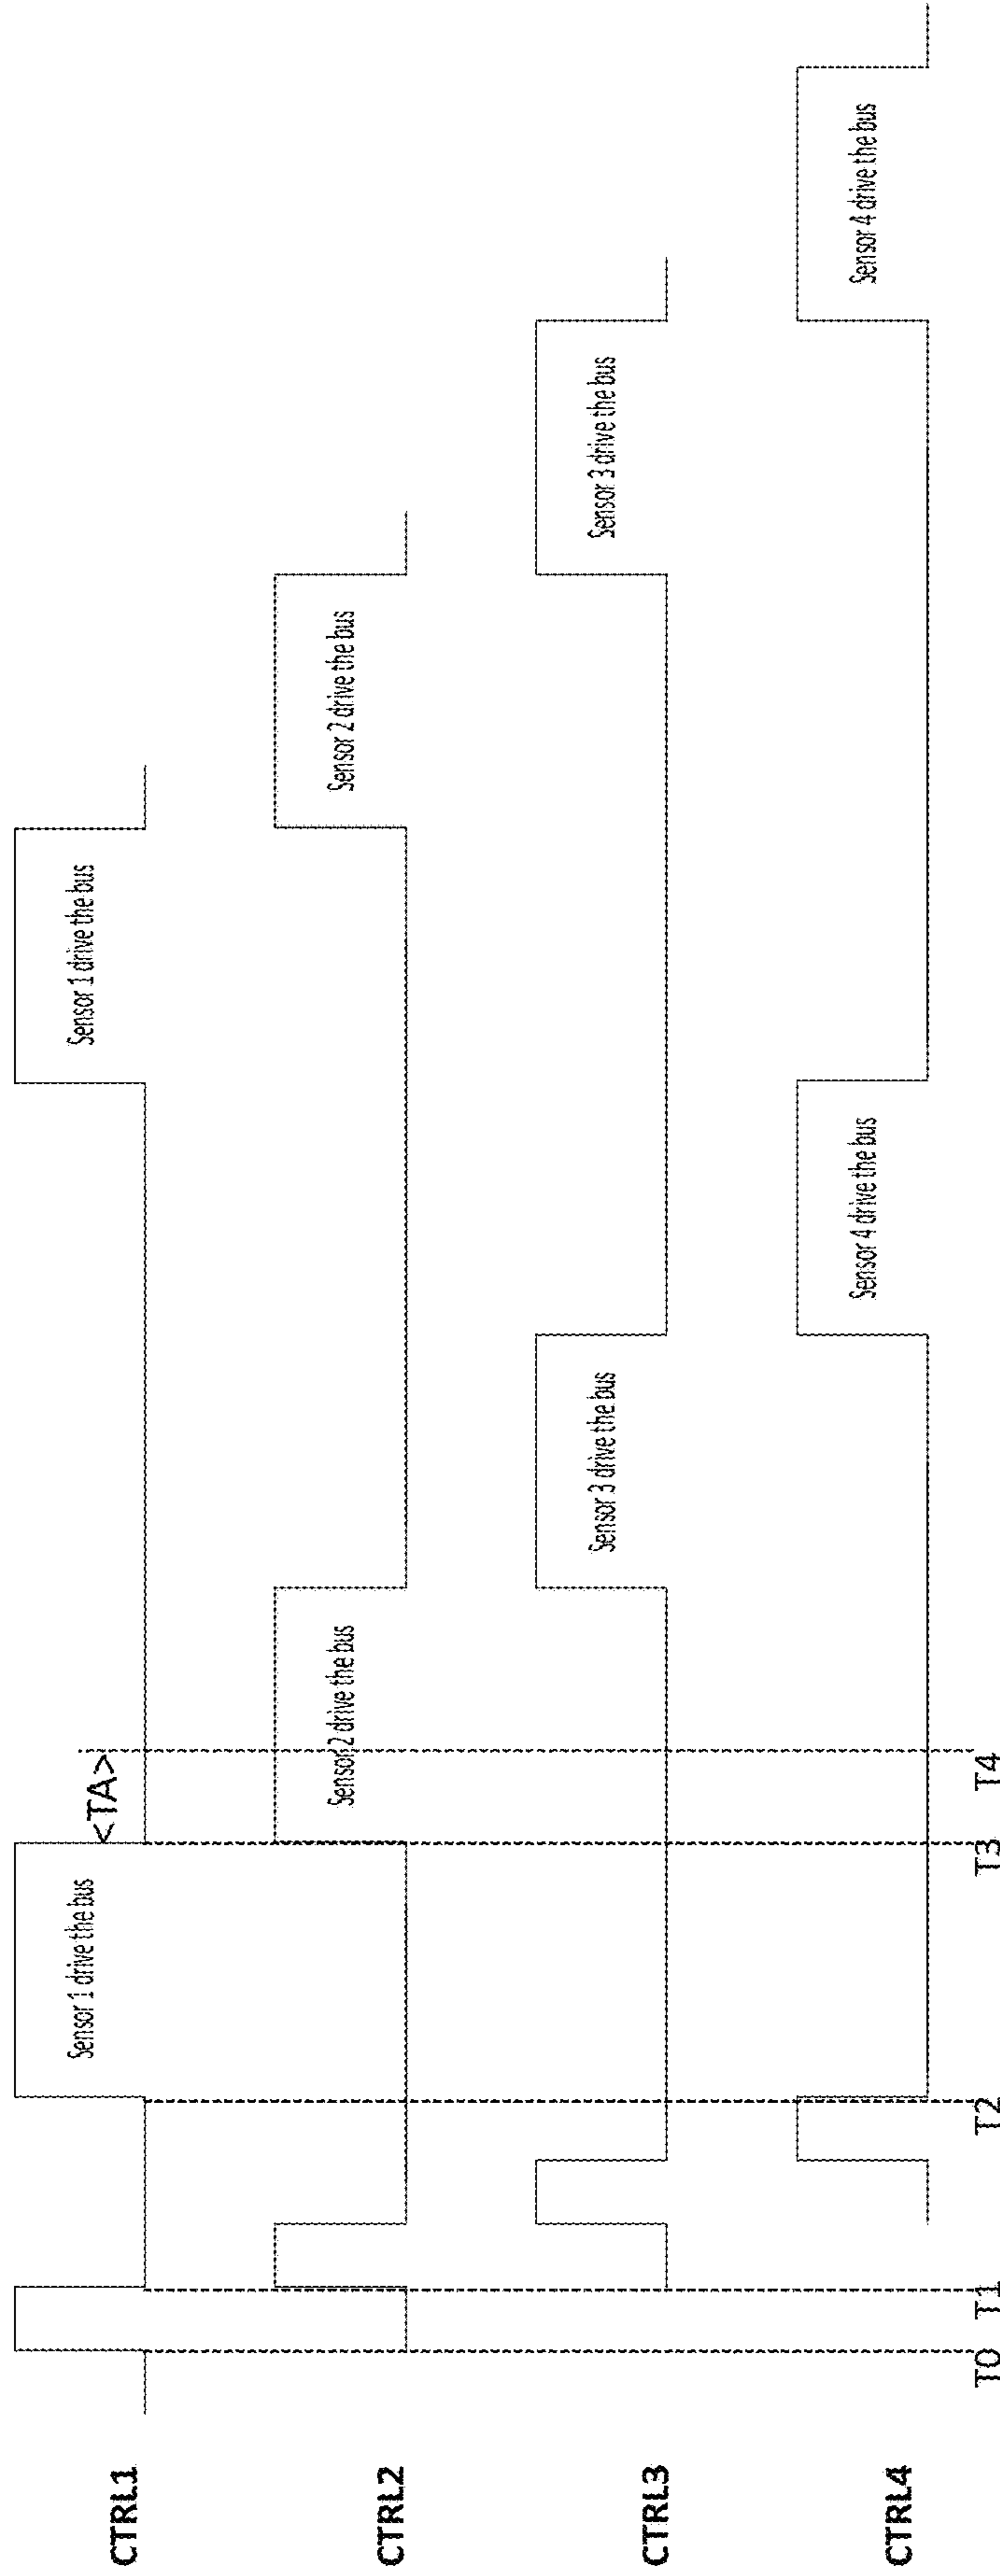 CTRL1
Sensor 1 drive the bus
<TA>
Sensor 1 drive the bus
CTRL2
Sensor 2 drive the bus
Sensor 2 drive the bus
CTRL3
Sensor 3 drive the bus
Sensor 3 drive the bus
CTRL4
Sensor 4 drive the bus
Sensor 4 drive the bus
T0
T1
T2
T3
T4